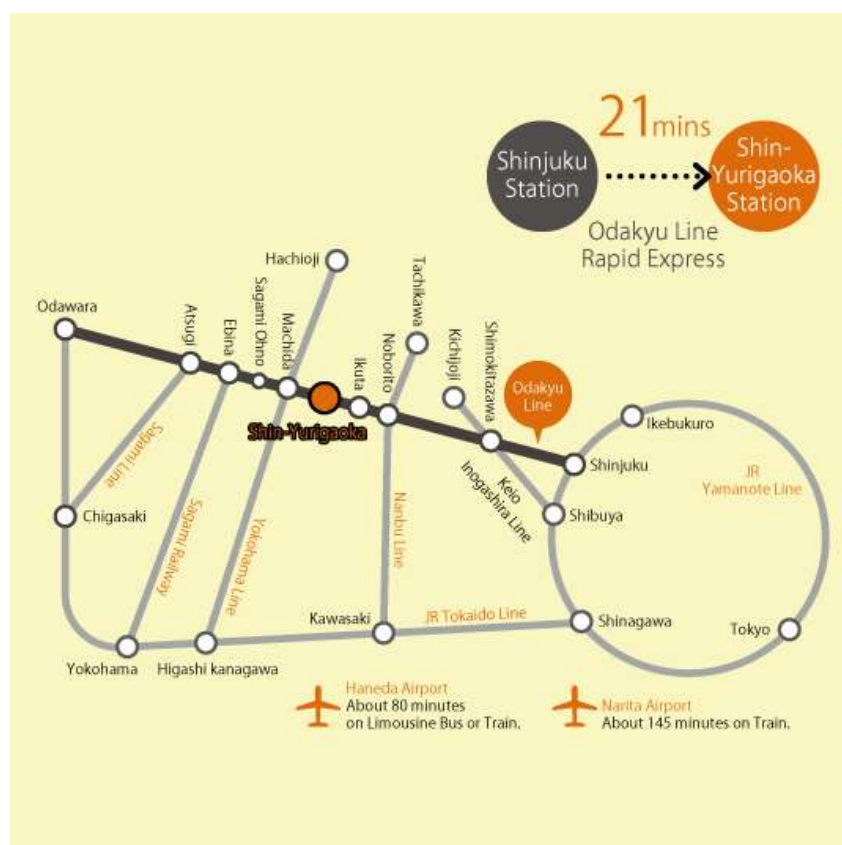 21mins
Shinjuku
Station
Shin-
Yurigaoka
Station
Odakyu Line
Rapid Express
Hachioji
Tachikawa
Odawara
Atsugi
Ebina
Sagami Ohno
Machida
Shin-Yurigaoka
Ikuta
Noborito
Kichijoji
Shimokitazawa
Odakyu
Line
Ikebukuro
Shinjuku
JR
Yamanote Line
Keio
Inogashira Line
Shibuya
Sagami Line
Chigasaki
Sagami Railway
Yokohama Line
Nanbu Line
Kawasaki
JR Tokaido Line
Shinagawa
Tokyo
Yokohama
Higashi kanagawa
Haneda Airport
About 80 minutes
on Limousine Bus or Train.
Narita Airport
About 145 minutes on Train.